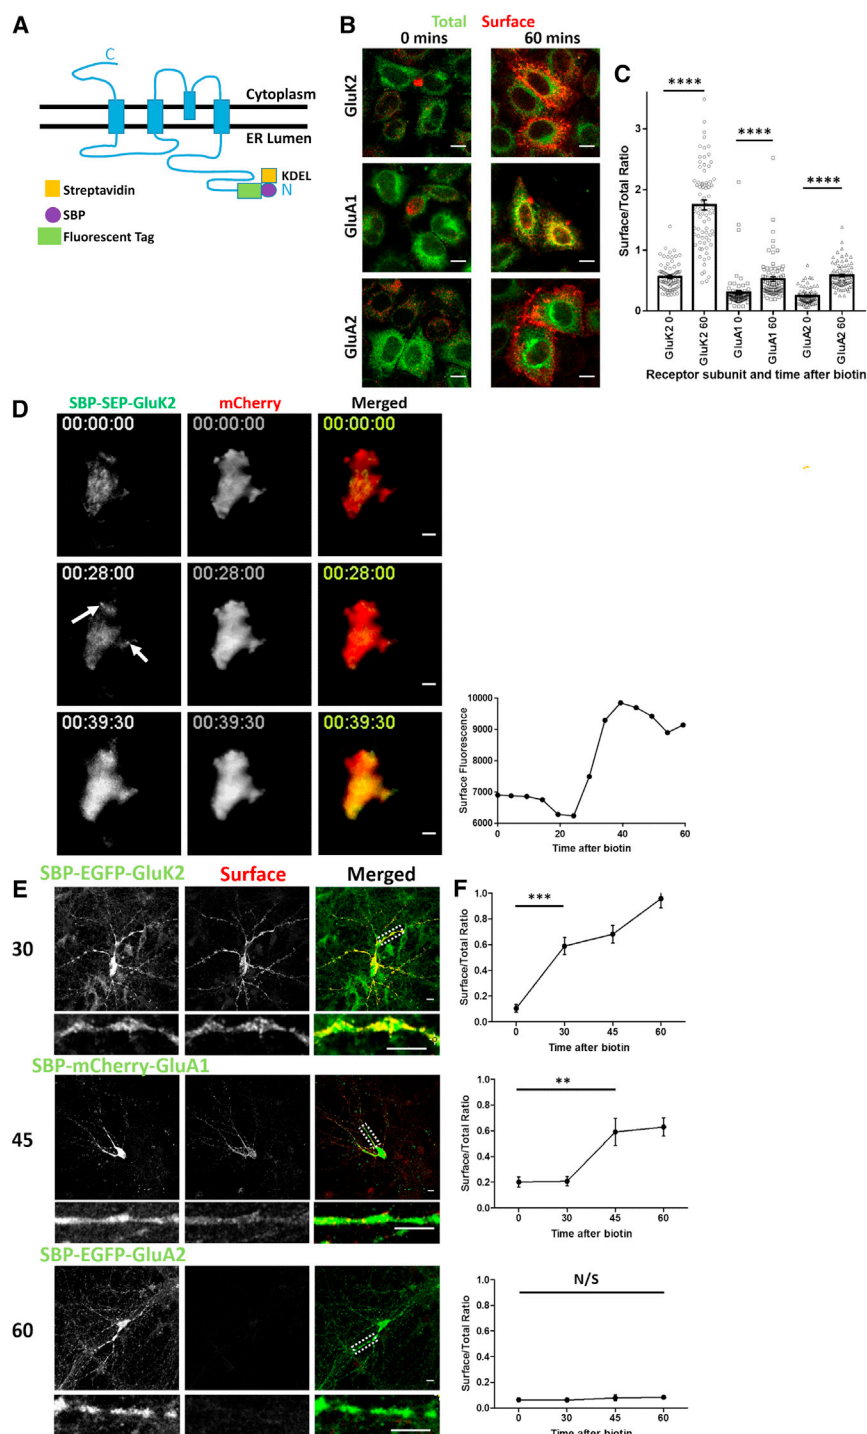 A
C
Cytoplasm
ER Lumen
KDEL
N
Streptavidin
SBP
Fluorescent Tag
B
Total Surface
0 mins 60 mins
GluK2
GluA1
GluA2
C
****
****
****
Surface/Total Ratio
3
2
1
0
GluK2 0
GluK2 60
GluA1 0
GluA1 60
GluA2 0
GluA2 60
Receptor subunit and time after biotin
D
SBP-SEP-GluK2 mCherry Merged
00:00:00 00:00:00 00:00:00
00:28:00 00:28:00 00:28:00
00:39:30 00:39:30 00:39:30
Surface Fluorescence
10000
9000
8000
7000
6000
0 20 40 60
Time after biotin
E
SBP-EGFP-GluK2 Surface Merged
30
SBP-mCherry-GluA1
45
SBP-EGFP-GluA2
60
F
***
Surface/Total Ratio
1.0
0.8
0.6
0.4
0.2
0.0
0 30 45 60
Time after biotin
**
Surface/Total Ratio
1.0
0.8
0.6
0.4
0.2
0.0
0 30 45 60
Time after biotin
N/S
Surface/Total Ratio
1.0
0.8
0.6
0.4
0.2
0.0
0 30 45 60
Time after biotin